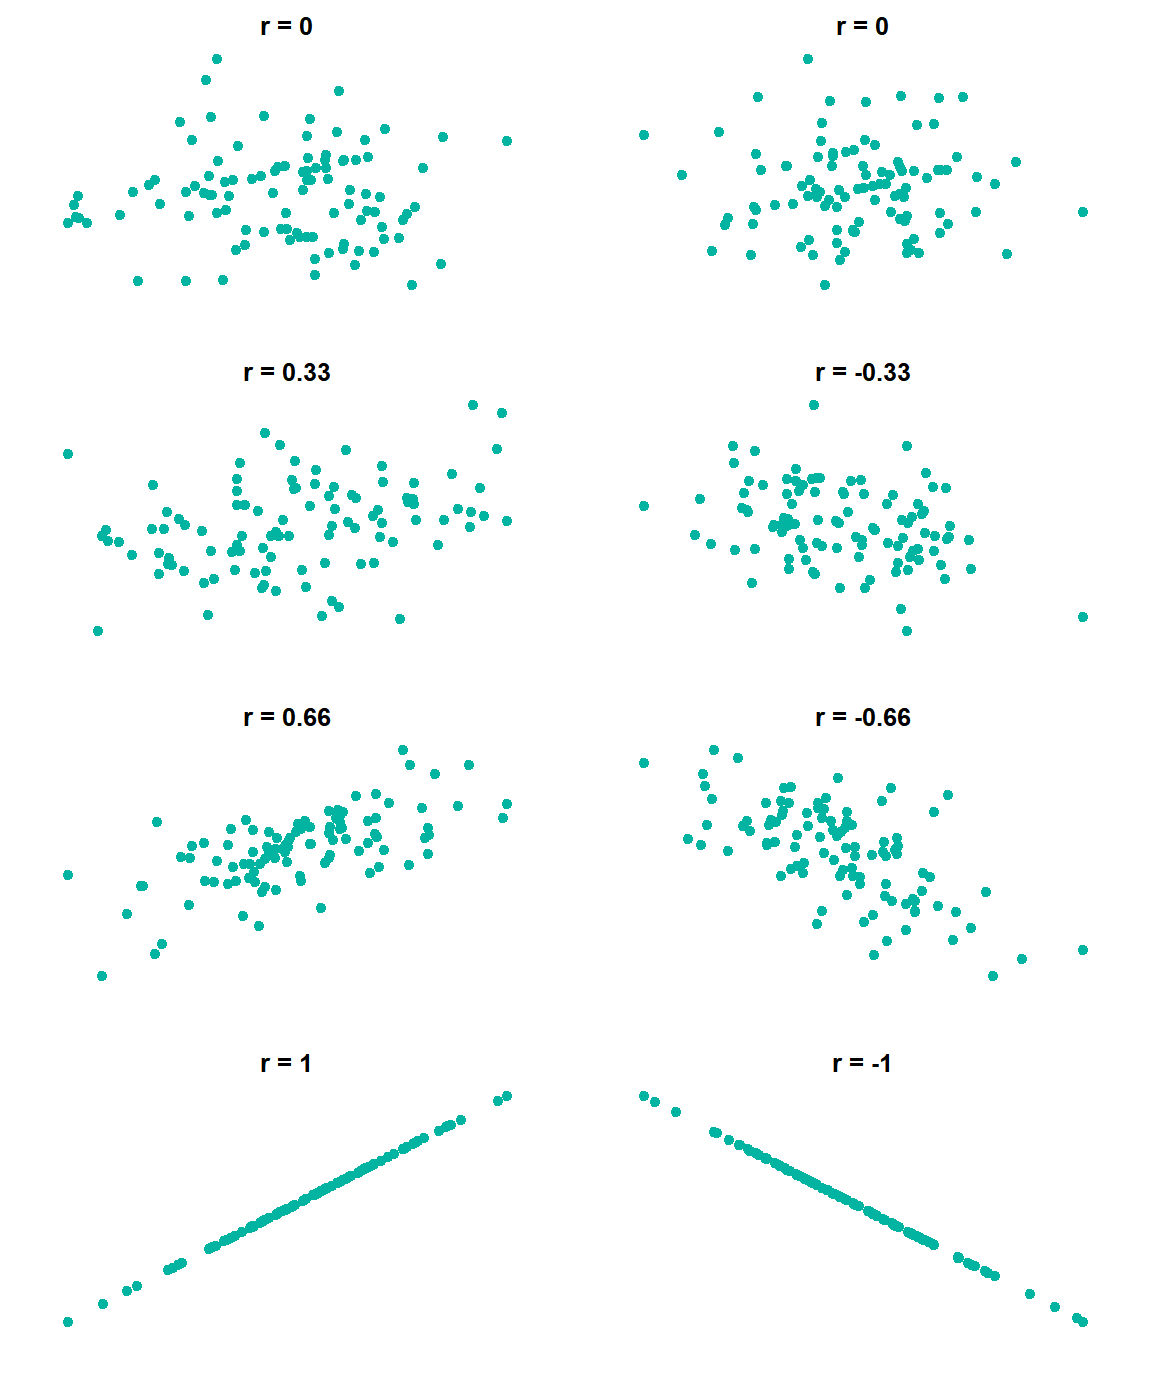 r = 0
r = 0
r = 0.33
r = -0.33
r = 0.66
r = -0.66
r = 1
r = -1